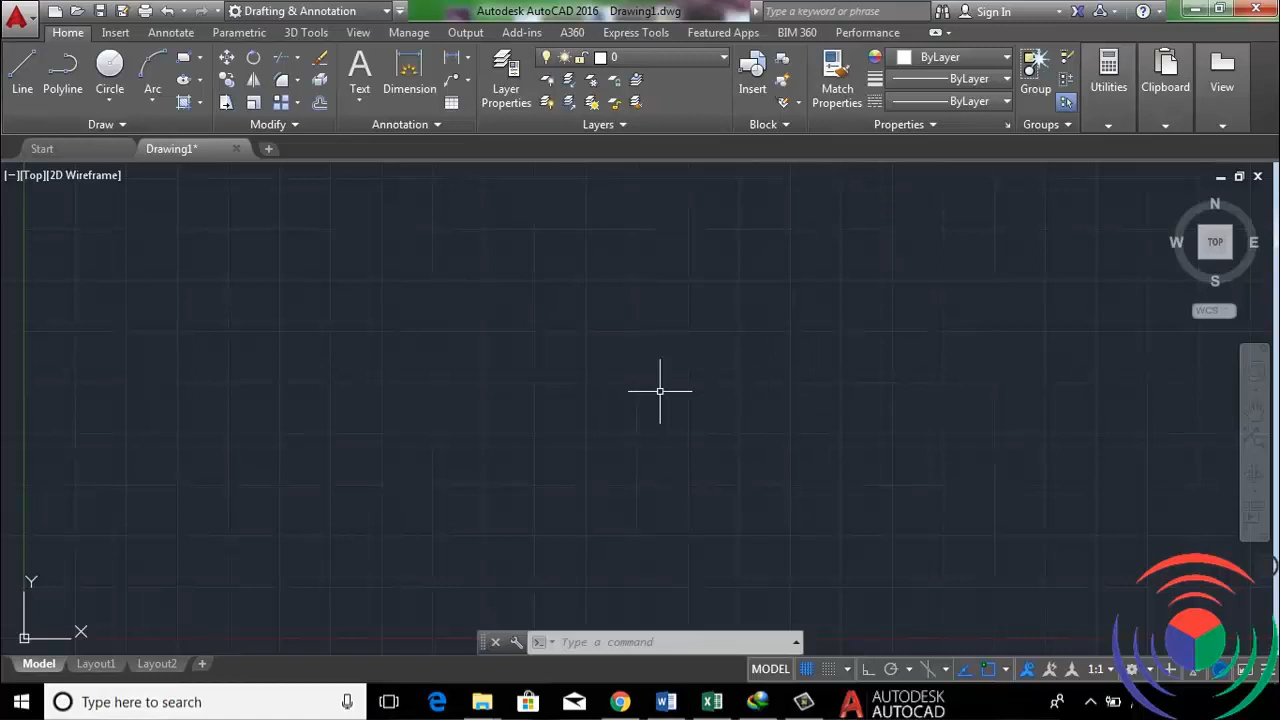 Drafting & Annotation
Autodesk AutoCAD 2016 Drawing1.dwg
Type a keyword or phrase
Sign In
Home Insert Annotate Parametric 3D Tools View Manage Output Add-ins A360 Express Tools Featured Apps BIM 360 Performance
0
ByLayer
ByLayer
ByLayer
Line Polyline Circle Arc
Text Dimension
Layer Properties
Insert
Match Properties
Group
Utilities
Clipboard
View
Draw Modify Annotation Layers Block Properties Groups
Start Drawing1*
[−][Top][2D Wireframe]
N
W TOP E
S
WCS
Y
X
Type a command
Model Layout1 Layout2
MODEL 1:1
Type here to search
AUTODESK
AUTOCAD